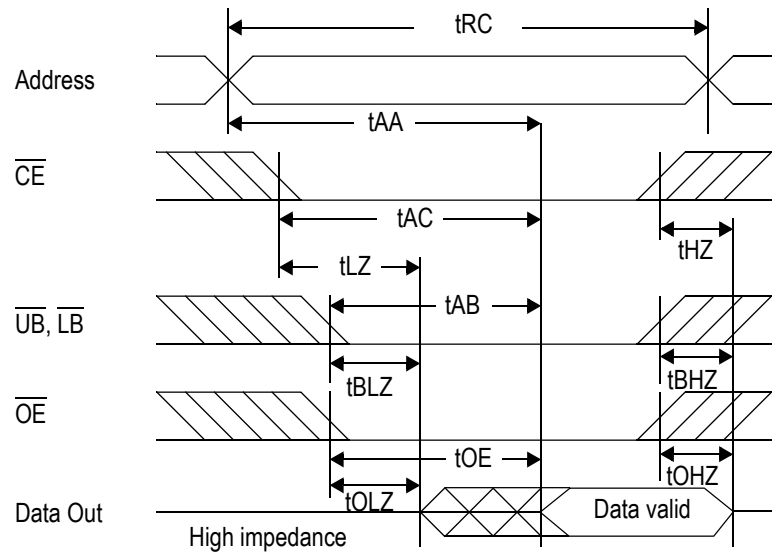 tRC
Address
tAA
CE
tAC
tLZ
tHZ
tAB
UB, LB
tBLZ
tBHZ
OE
tOE
tOLZ
tOHZ
Data Out
Data valid
High impedance